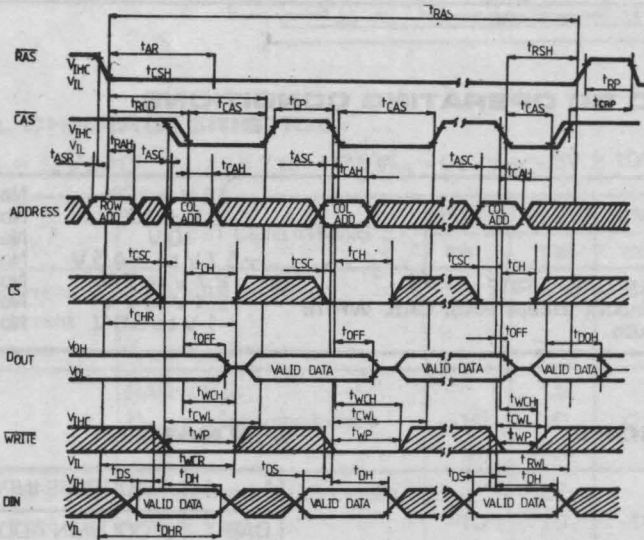 tRAS
tAR
tRSH
RAS
VIHC
VIL
tCSH
tRP
tRCD
tCAS
tCP
tCAS
tCAS
tCRP
CAS
VIHC
VIL
tASR
tRAH
tASC
tCAH
tASC
tCAH
tASC
tCAH
ADDRESS
ROW ADD
COL ADD
COL ADD
COL ADD
tCSC
tCH
tCSC
tCH
tCSC
tCH
CS
tCHR
tOFF
tOFF
tOFF
tDOH
DOUT
VOH
VOL
VALID DATA
VALID DATA
VALID DATA
tWCH
tCWL
tWP
tWCH
tCWL
tWP
tWCH
tCWL
tWP
WRITE
VIHC
VIL
tWCR
tRWL
tDS
tDH
tDS
tDH
tDS
tDH
DIN
VIH
VIL
VALID DATA
VALID DATA
VALID DATA
tDHR